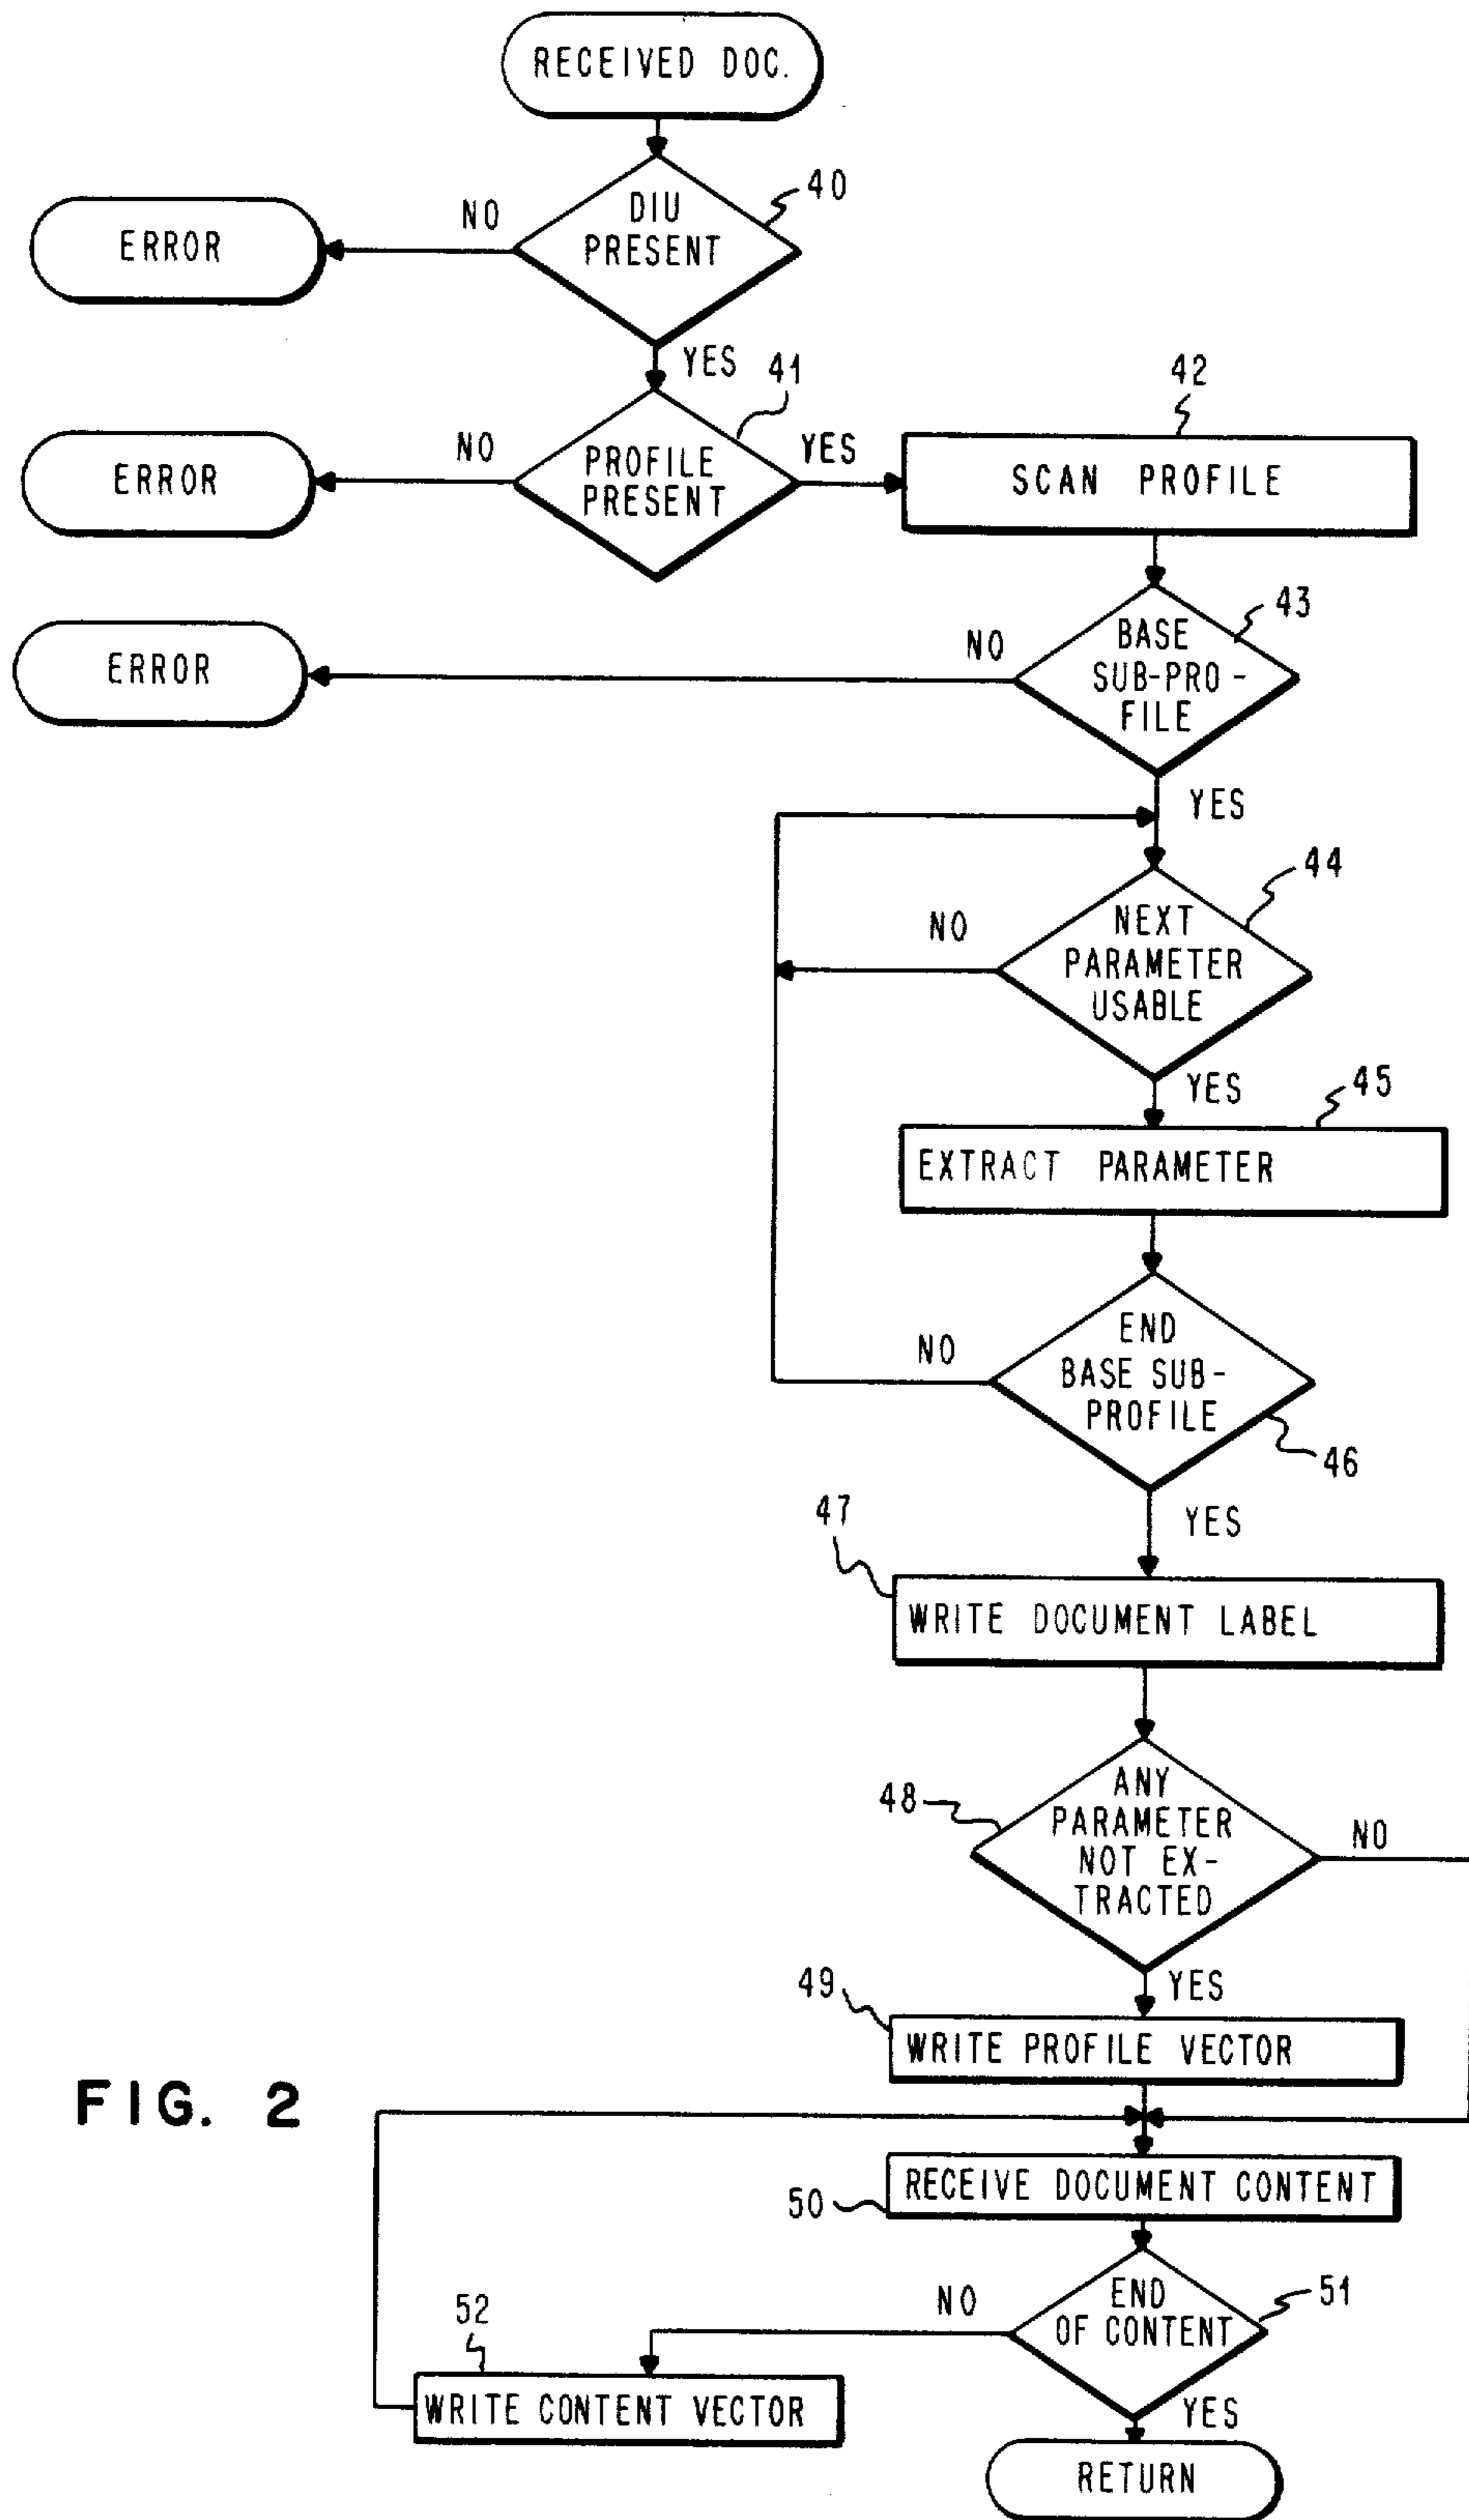 RECEIVED DOC.
40
DIU
PRESENT
NO
ERROR
YES
41
42
PROFILE
PRESENT
NO
ERROR
YES
SCAN PROFILE
43
BASE
SUB-PRO-
FILE
NO
ERROR
YES
44
NEXT
PARAMETER
USABLE
NO
YES
45
EXTRACT PARAMETER
END
BASE SUB-
PROFILE
NO
46
YES
47
WRITE DOCUMENT LABEL
48
ANY
PARAMETER
NOT EX-
TRACTED
NO
YES
49
WRITE PROFILE VECTOR
FIG. 2
RECEIVE DOCUMENT CONTENT
50
END
OF CONTENT
51
NO
52
WRITE CONTENT VECTOR
YES
RETURN